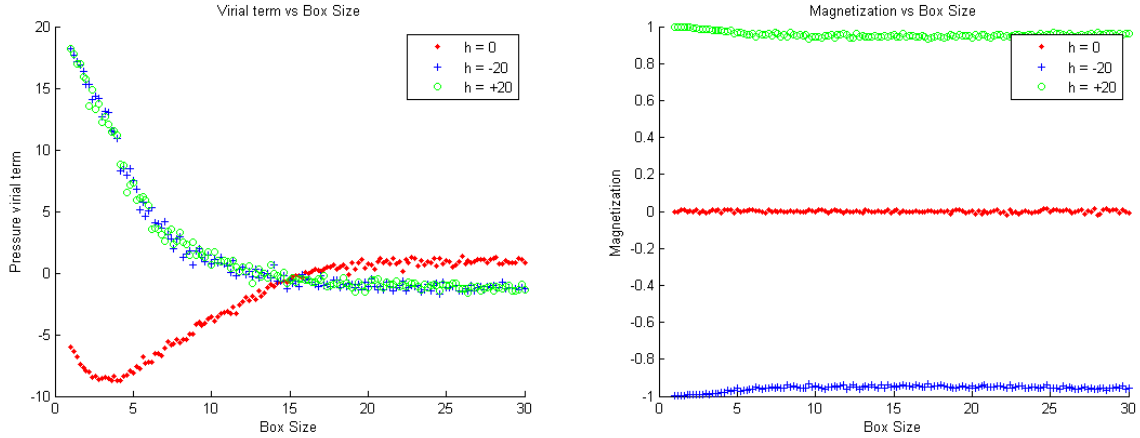 Virial term vs Box Size
20
15
10
5
0
-5
-10
Pressure virial term
0
5
10
15
20
25
30
Box Size
h = 0
h = -20
h = +20
Magnetization vs Box Size
1
0.8
0.6
0.4
0.2
0
-0.2
-0.4
-0.6
-0.8
-1
Magnetization
0
5
10
15
20
25
30
Box Size
h = 0
h = -20
h = +20